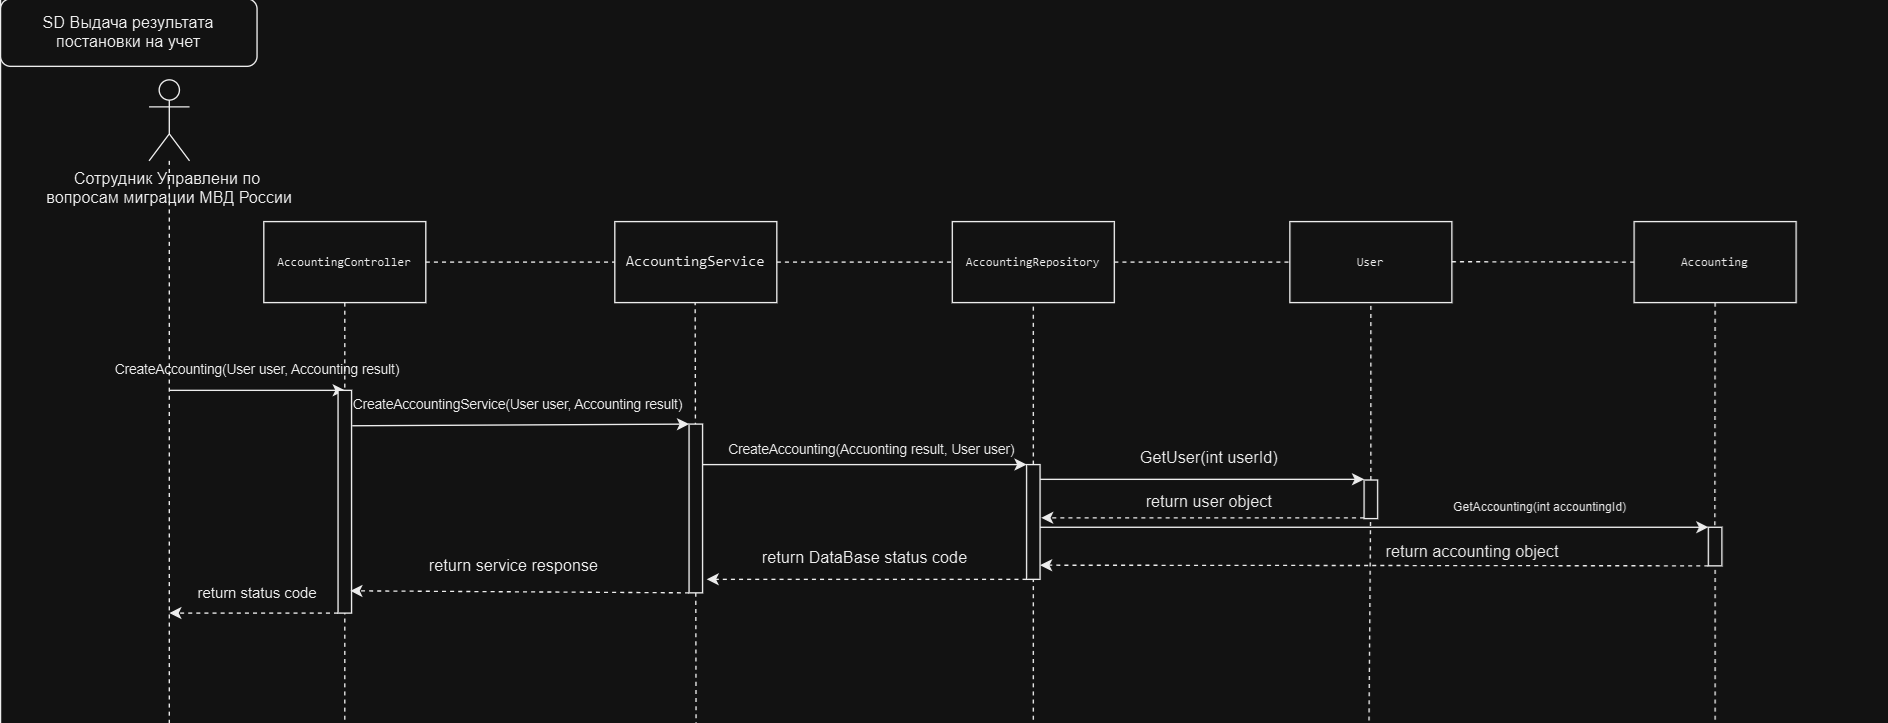 SD Выдача результата
постановки на учет
Сотрудник Управлени по
вопросам миграции МВД России
AccountingController
AccountingService
AccountingRepository
User
Accounting
CreateAccounting(User user, Accounting result)
CreateAccountingService(User user, Accounting result)
CreateAccounting(Accuonting result, User user)
GetUser(int userId)
return user object
GetAccounting(int accountingId)
return accounting object
return DataBase status code
return service response
return status code